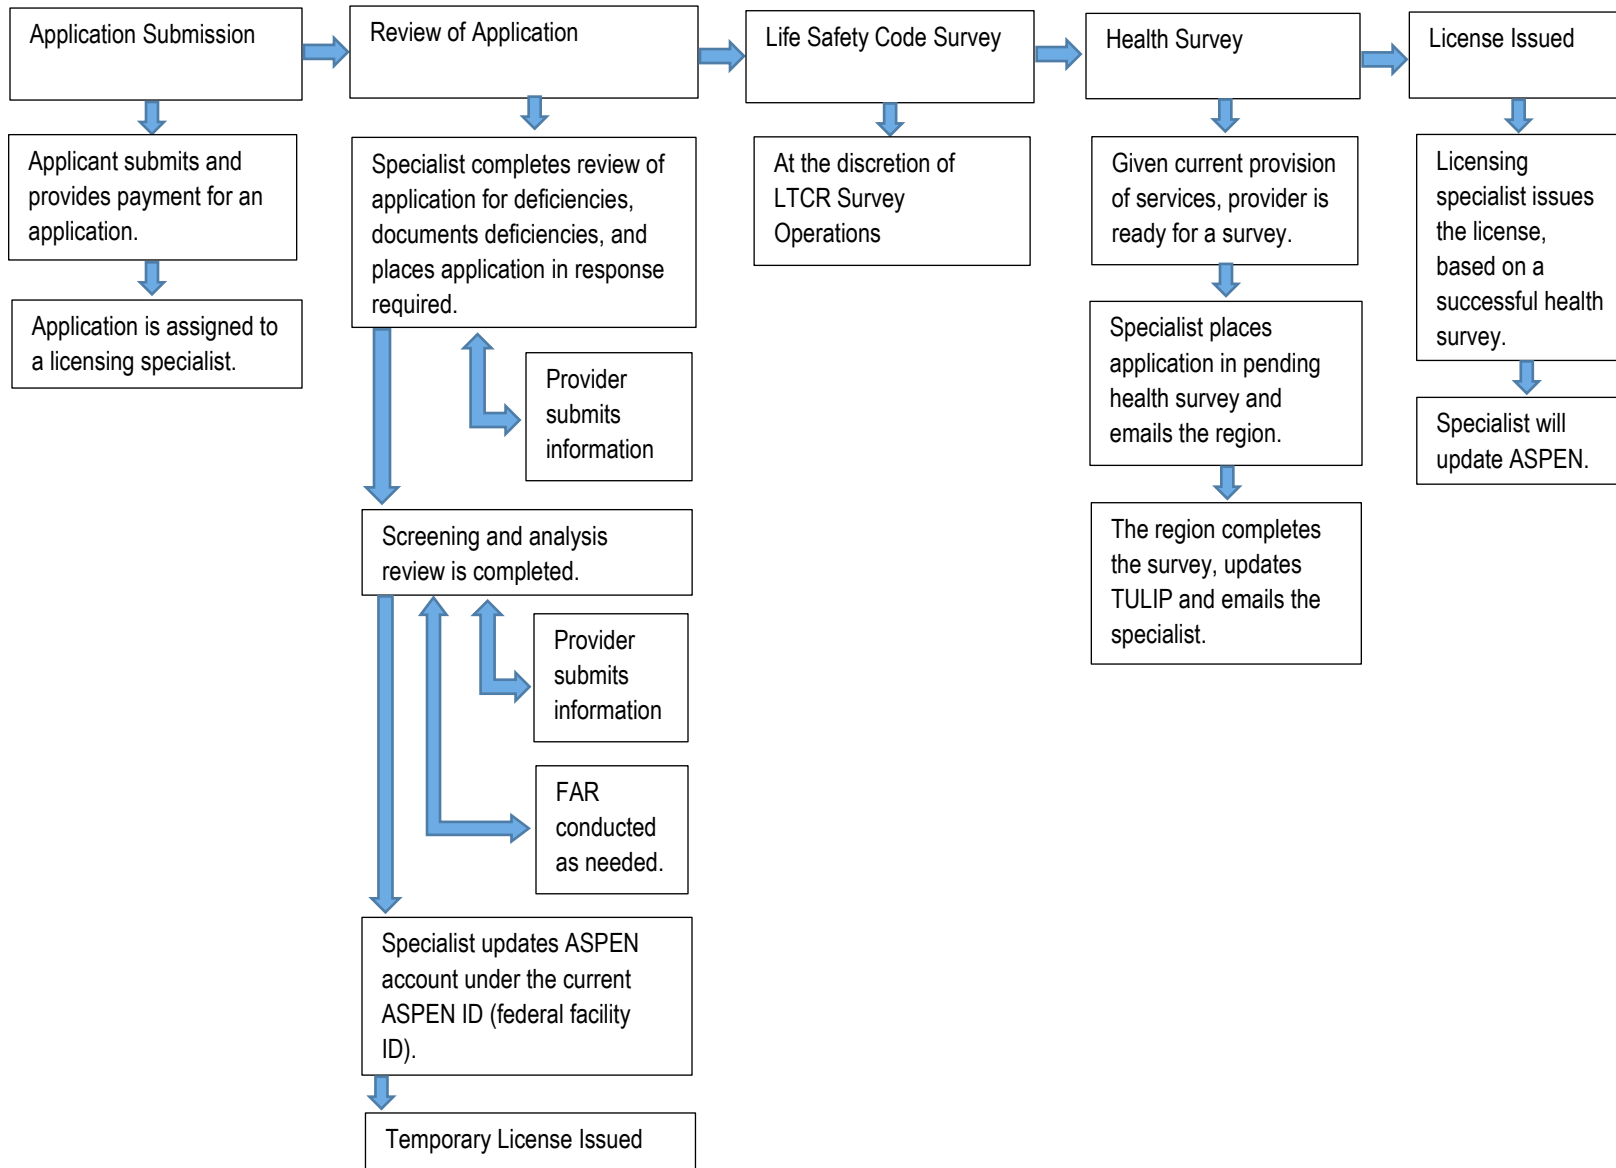 Application Submission
Review of Application
Life Safety Code Survey
Health Survey
License Issued
Applicant submits and
provides payment for an
application.
Application is assigned to
a licensing specialist.
Specialist completes review of
application for deficiencies,
documents deficiencies, and
places application in response
required.
Provider
submits
information
Screening and analysis
review is completed.
Provider
submits
information
FAR
conducted
as needed.
Specialist updates ASPEN
account under the current
ASPEN ID (federal facility
ID).
Temporary License Issued
At the discretion of
LTCR Survey
Operations
Given current provision
of services, provider is
ready for a survey.
Specialist places
application in pending
health survey and
emails the region.
The region completes
the survey, updates
TULIP and emails the
specialist.
Licensing
specialist issues
the license,
based on a
successful health
survey.
Specialist will
update ASPEN.